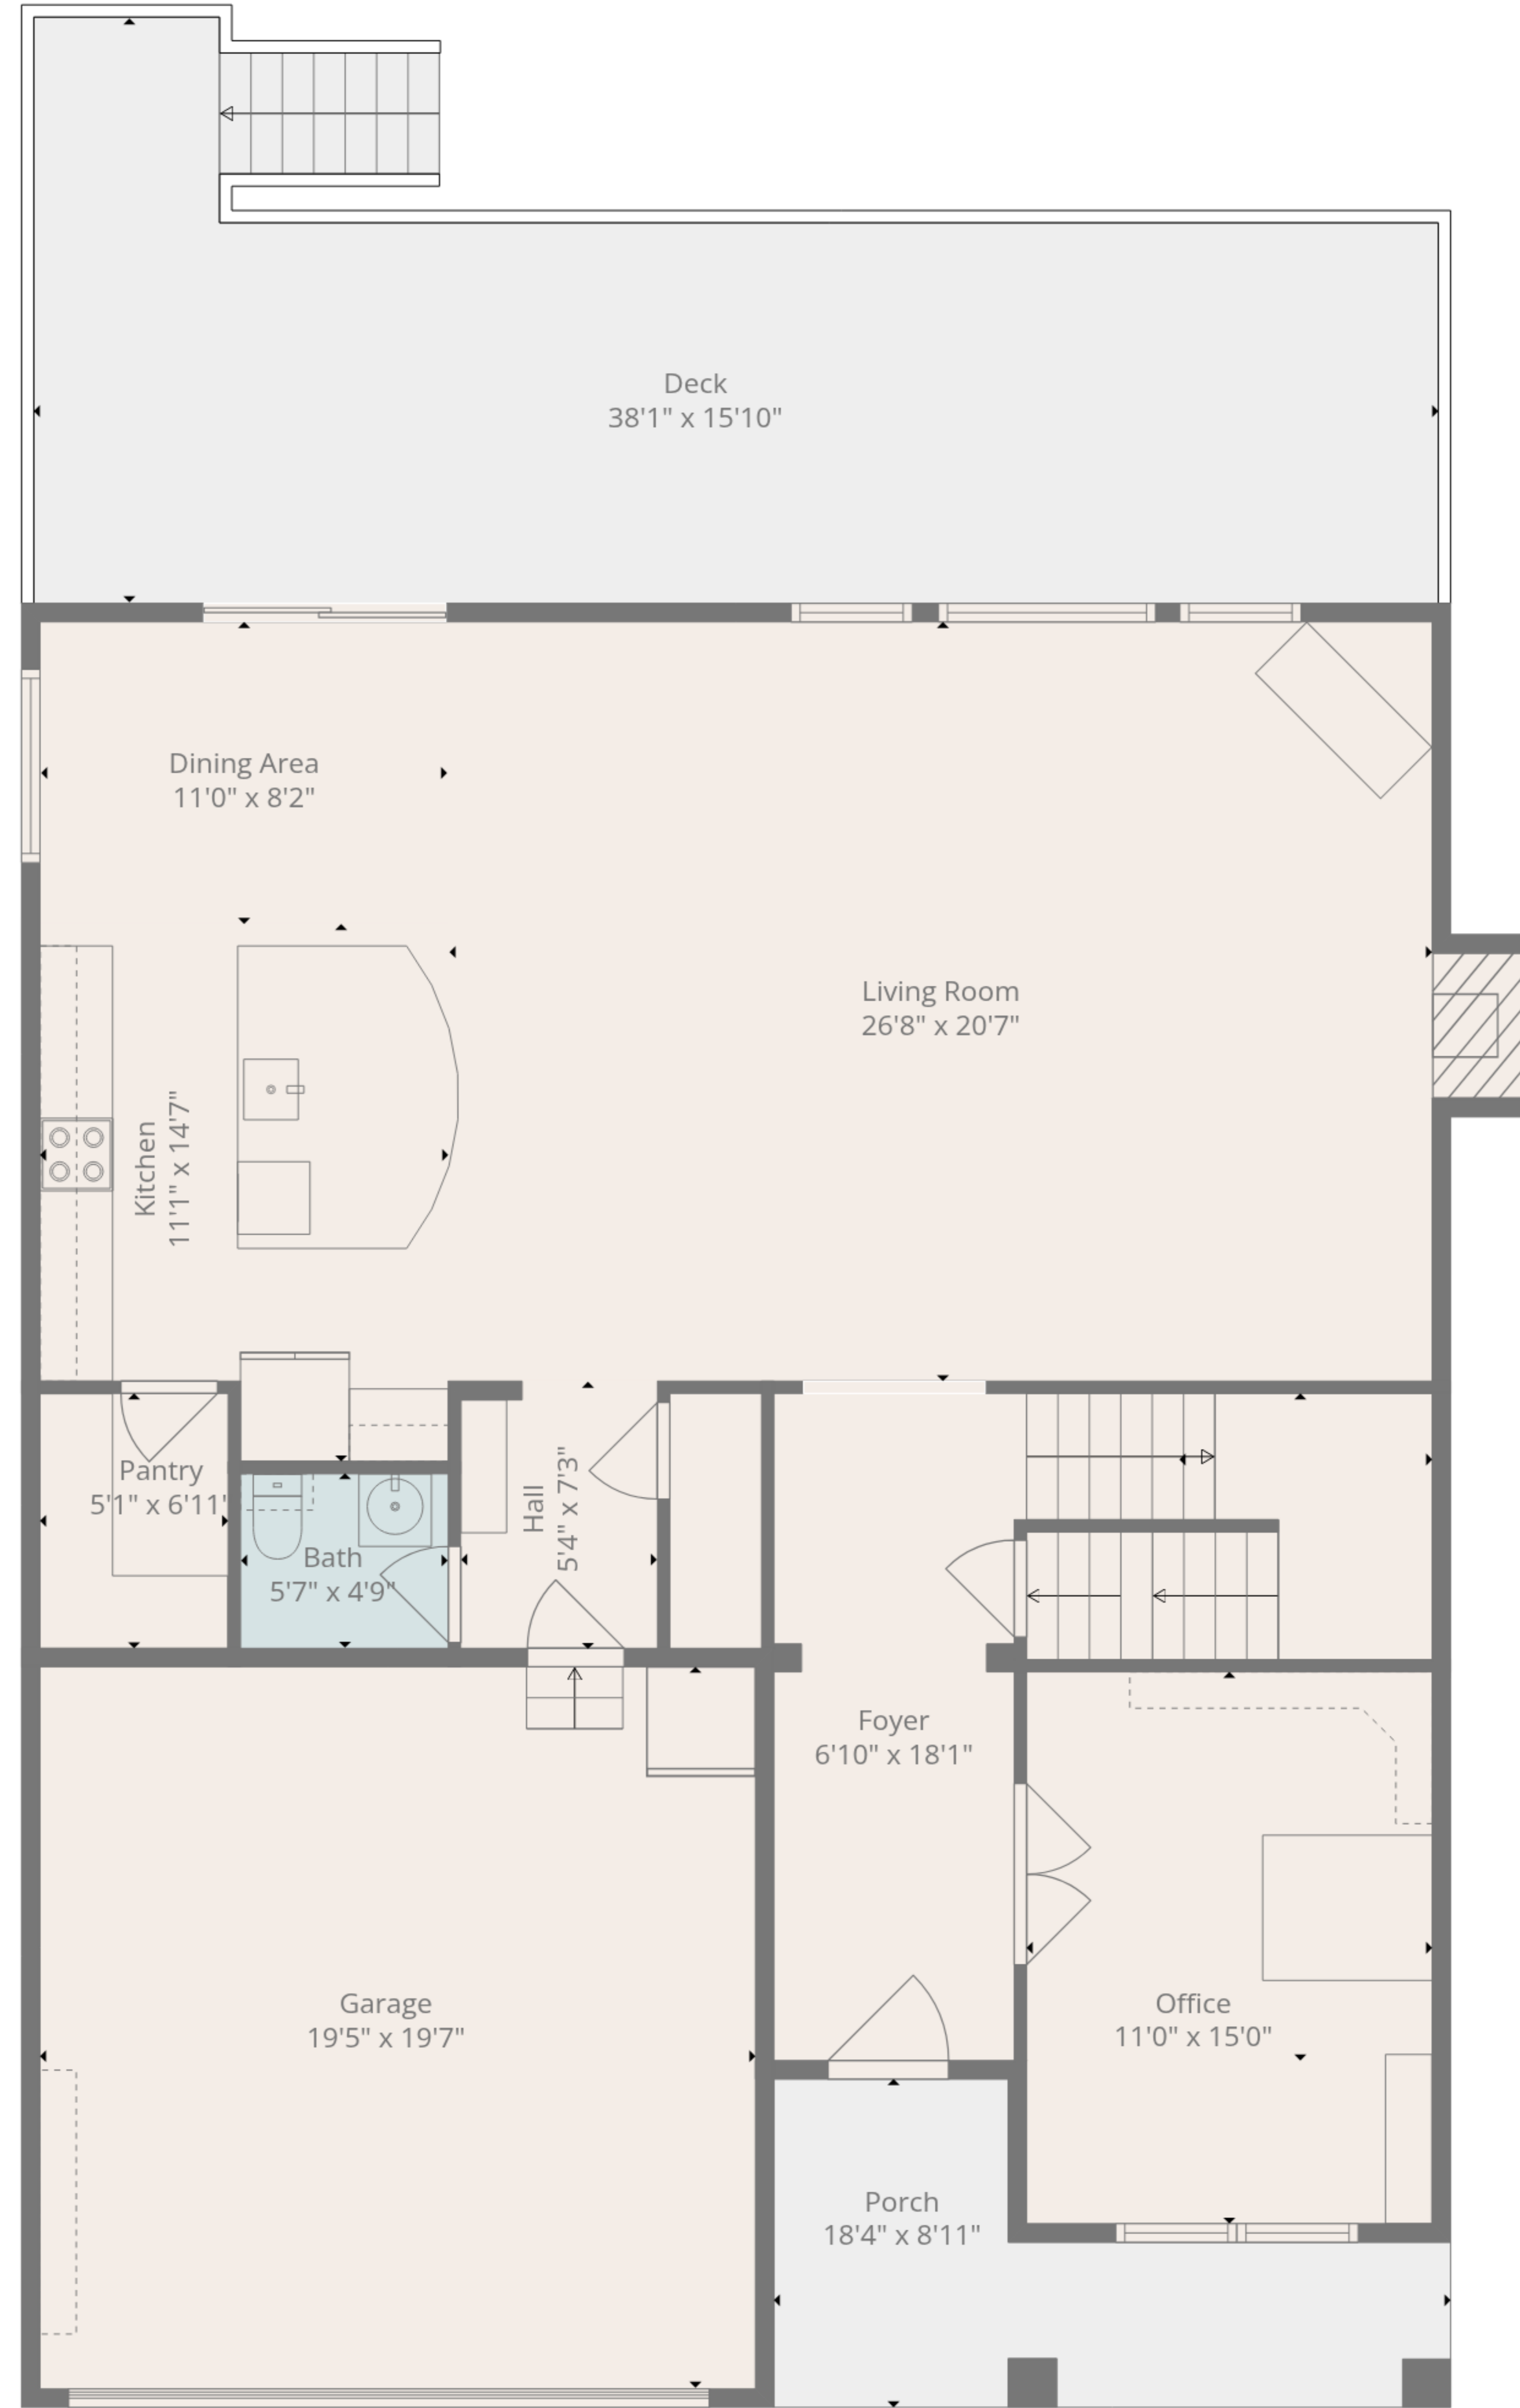 Deck
38'1" x 15'10"
Dining Area
11'0" x 8'2"
Living Room
26'8" x 20'7"
Kitchen
11'1" x 14'7"
Pantry
5'1" x 6'11'
Bath
5'7" x 4'9"
Hall
5'4" x 7'3"
Foyer
6'10" x 18'1"
Garage
19'5" x 19'7"
Office
11'0" x 15'0"
Porch
18'4" x 8'11"